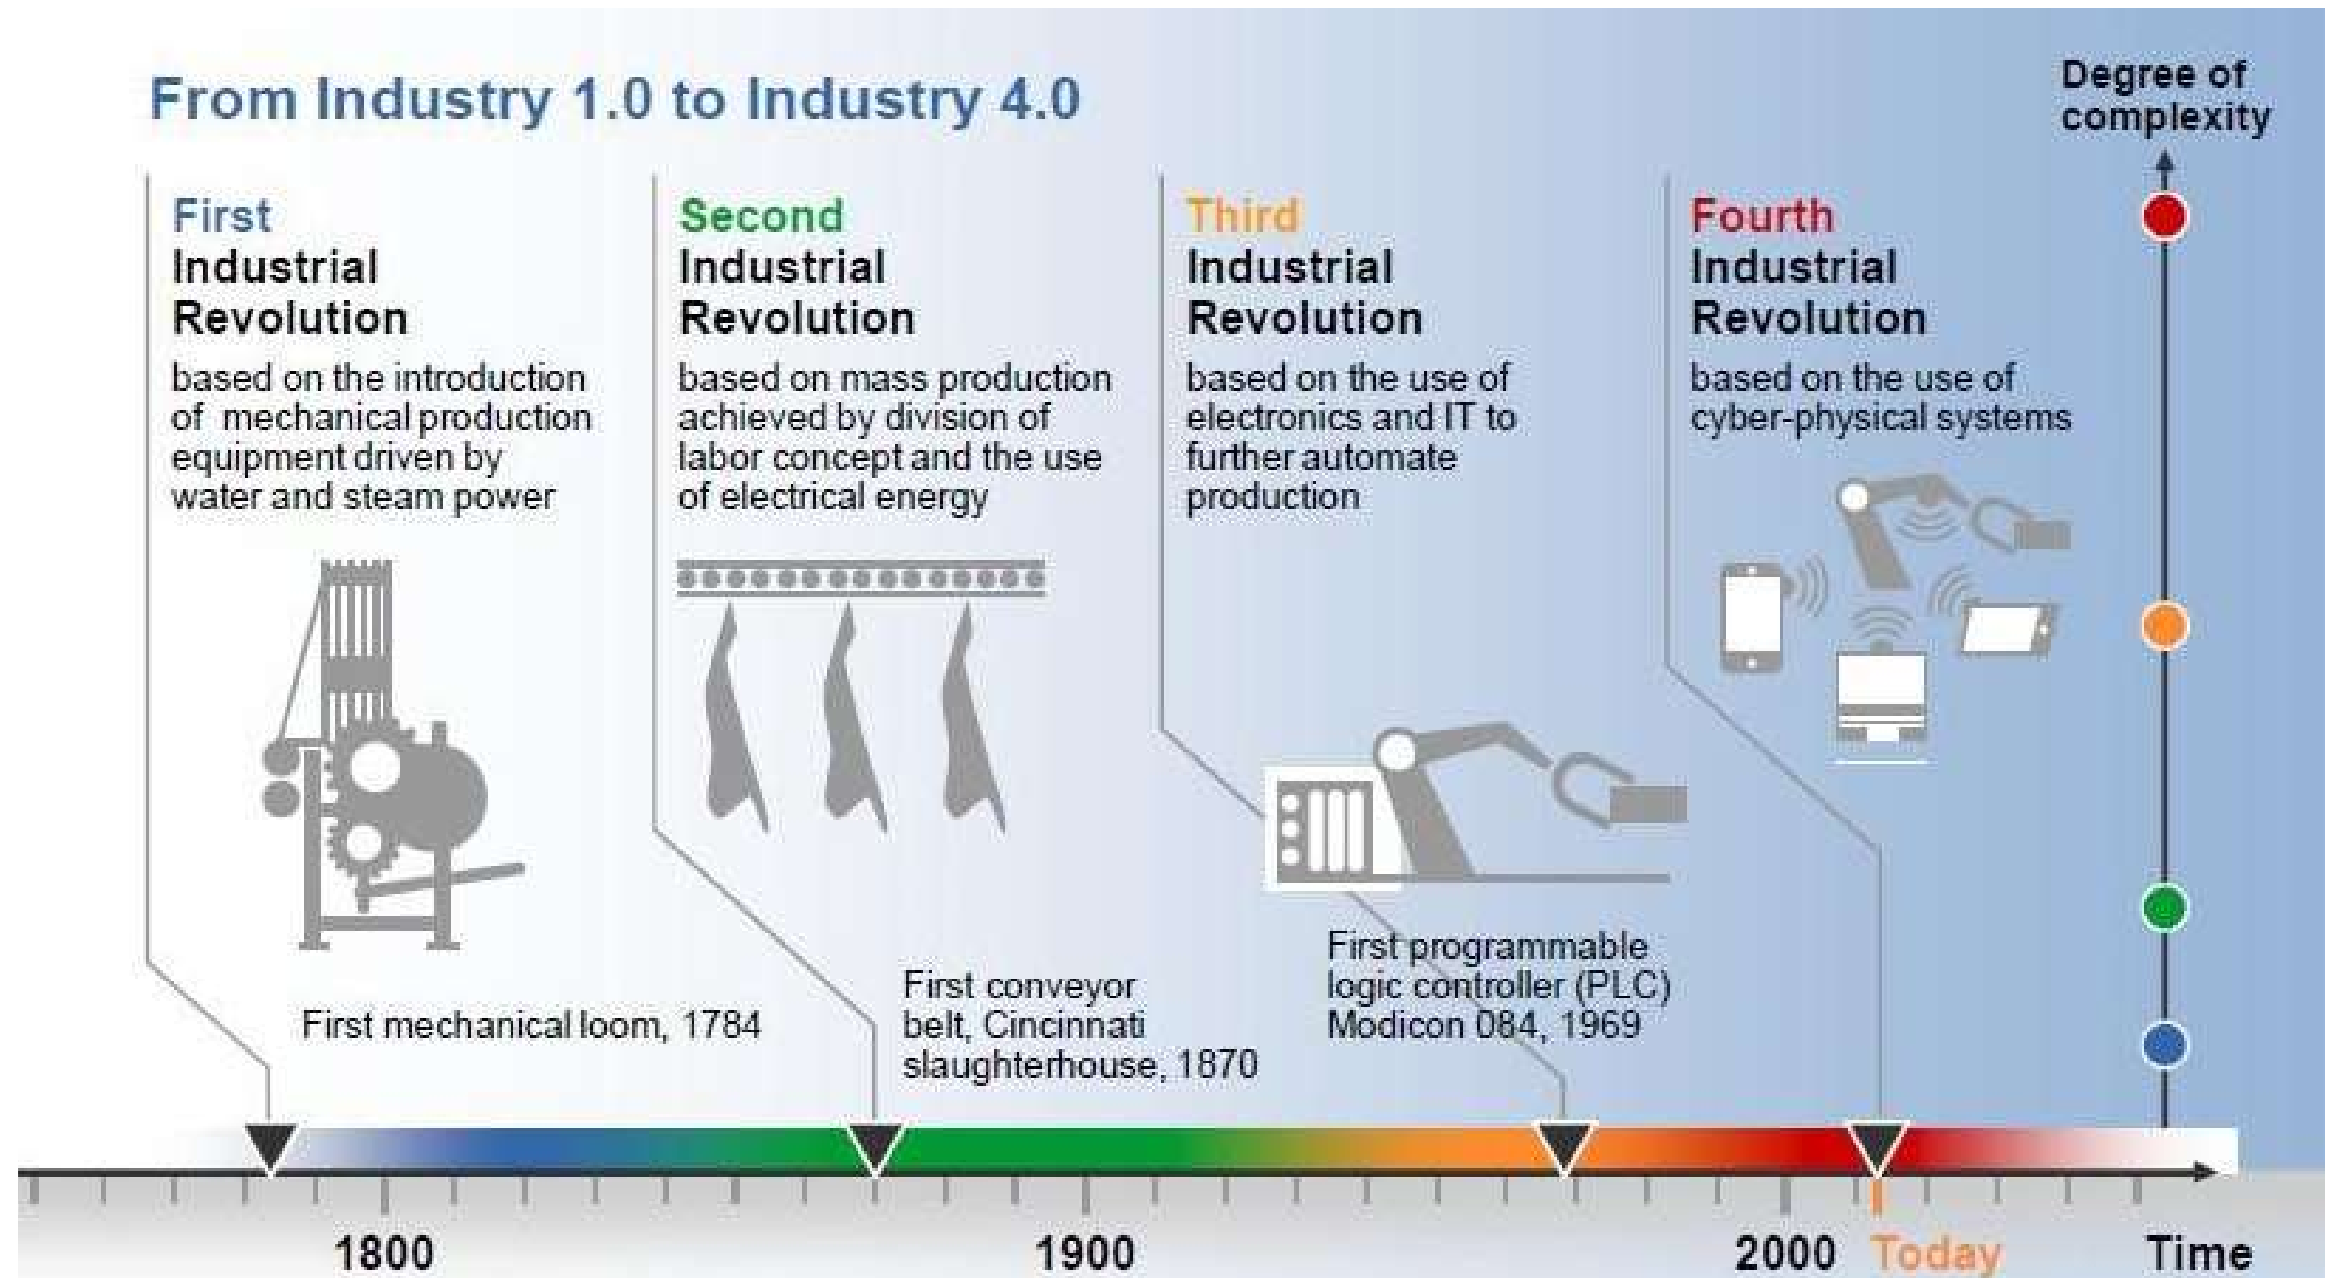 From Industry 1.0 to Industry 4.0
Degree of
complexity
First
Industrial
Revolution
based on the introduction
of mechanical production
equipment driven by
water and steam power
First mechanical loom, 1784
Second
Industrial
Revolution
based on mass production
achieved by division of
labor concept and the use
of electrical energy
First conveyor
belt, Cincinnati
slaughterhouse, 1870
Third
Industrial
Revolution
based on the use of
electronics and IT to
further automate
production
First programmable
logic controller (PLC)
Modicon 084, 1969
Fourth
Industrial
Revolution
based on the use of
cyber-physical systems
1800
1900
2000
Today
Time